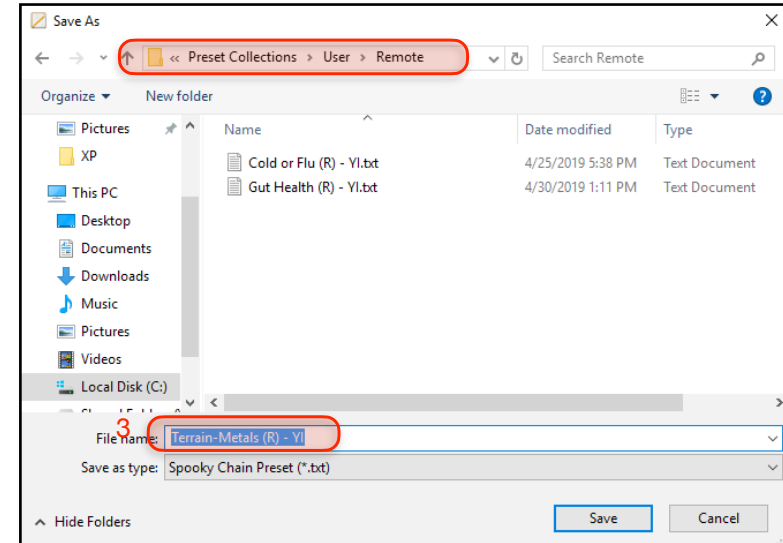 Save As
« Preset Collections > User > Remote
Search Remote
Organize
New folder
Pictures
XP
This PC
Desktop
Documents
Downloads
Music
Pictures
Videos
Local Disk (C:)
Name
Date modified
Type
Cold or Flu (R) - YI.txt
4/25/2019 5:38 PM
Text Document
Gut Health (R) - YI.txt
4/30/2019 1:11 PM
Text Document
3
File name: Terrain-Metals (R) - YI
Save as type: Spooky Chain Preset (*.txt)
Hide Folders
Save
Cancel